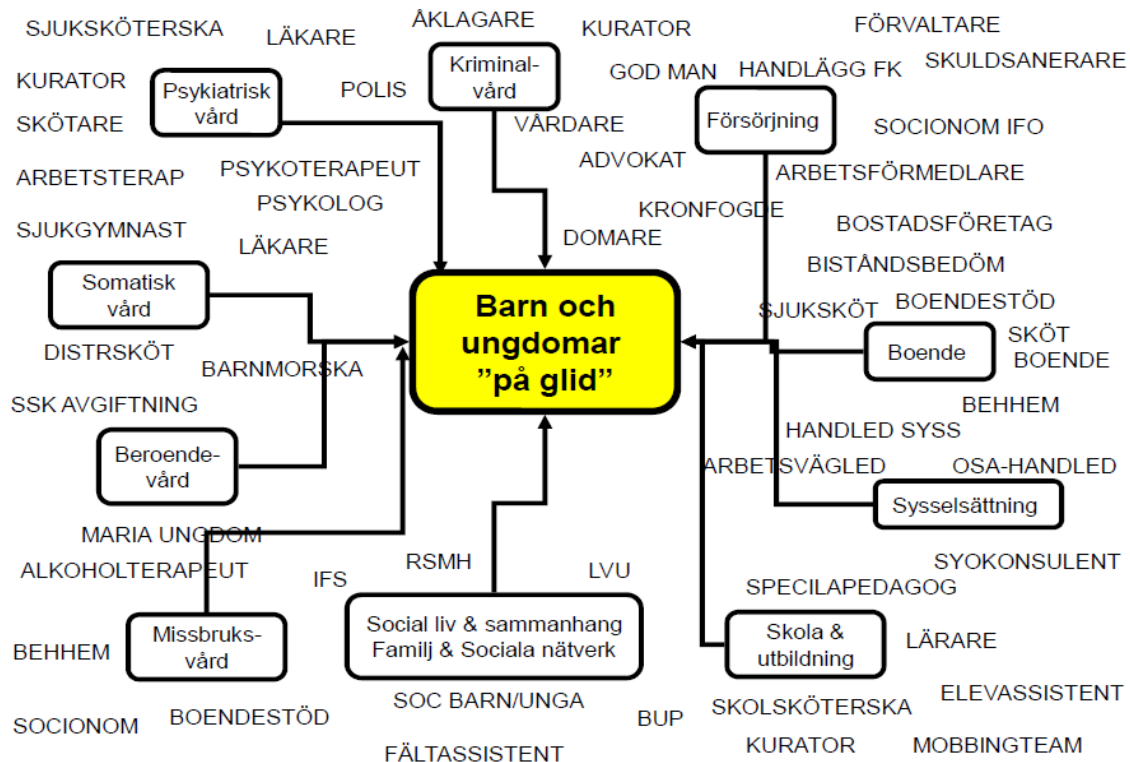 SJUKSKÖTERSKA
LÄKARE
ÅKLAGARE
KURATOR
FÖRVALTARE
SKULDSANERARE
KURATOR
Psykiatrisk
vård
POLIS
Kriminal-
vård
GOD MAN
HANDLÄGG FK
SKÖTARE
VÅRDARE
Försörjning
SOCIONOM IFO
ARBETSTERAP
PSYKOTERAPEUT
ADVOKAT
ARBETSFÖRMEDLARE
PSYKOLOG
KRONFOGDE
SJUKGYMNAST
LÄKARE
DOMARE
BOSTADSFÖRETAG
BISTÅNDSBEDÖM
Somatisk
vård
Barn och
ungdomar
”på glid”
SJUKSKÖT
BOENDESTÖD
Boende
SKÖT
BOENDE
DISTRSKÖT
BARNMORSKA
SSK AVGIFTNING
BEHHEM
HANDLED SYSS
Beroende-
vård
ARBETSVÄGLED
OSA-HANDLED
Sysselsättning
MARIA UNGDOM
ALKOHOLTERAPEUT
IFS
RSMH
LVU
SYOKONSULENT
SPECILAPEDAGOG
Missbruks-
vård
Social liv & sammanhang
Familj & Sociala nätverk
Skola &
utbildning
LÄRARE
BEHHEM
SOCIONOM
BOENDESTÖD
SOC BARN/UNGA
BUP
SKOLSKÖTERSKA
ELEVASSISTENT
FÄLTASSISTENT
KURATOR
MOBBINGTEAM